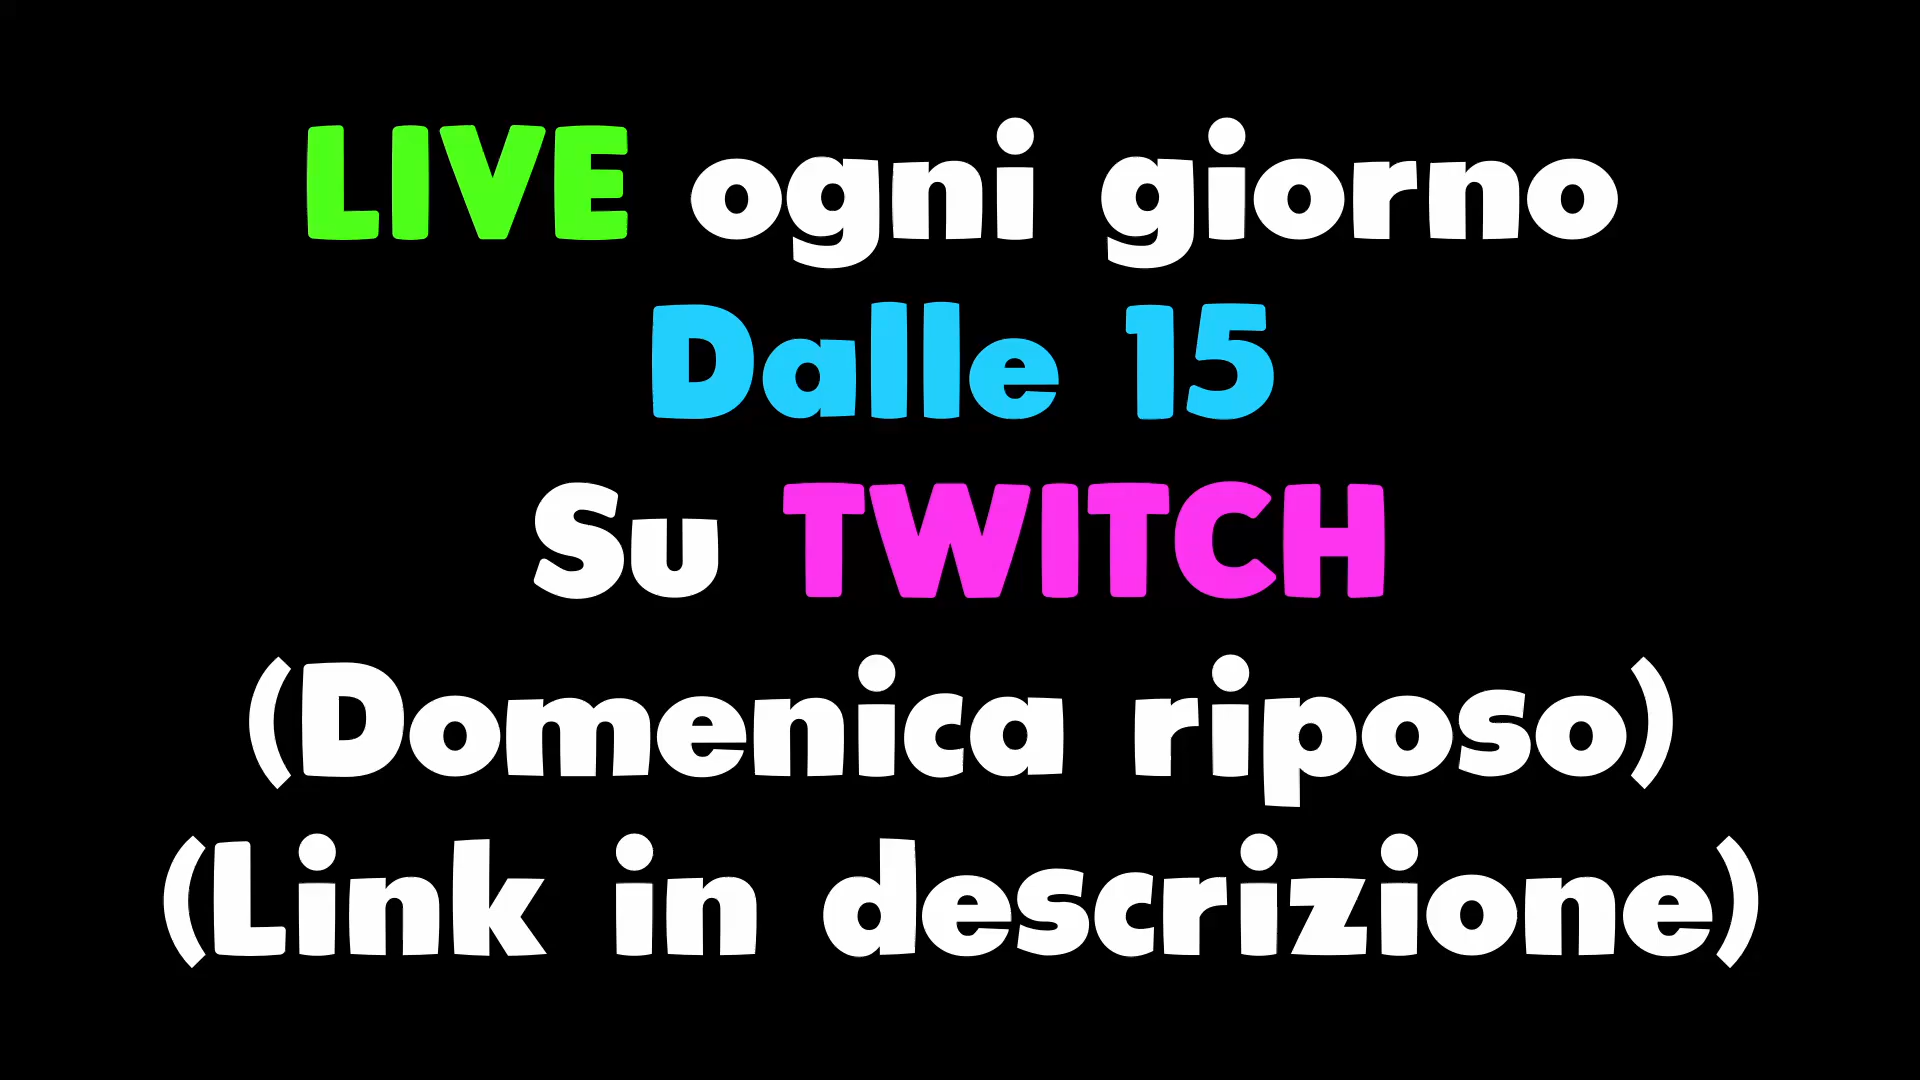 LIVE ogni giorno
Dalle 15
Su TWITCH
(Domenica riposo)
(Link in descrizione)